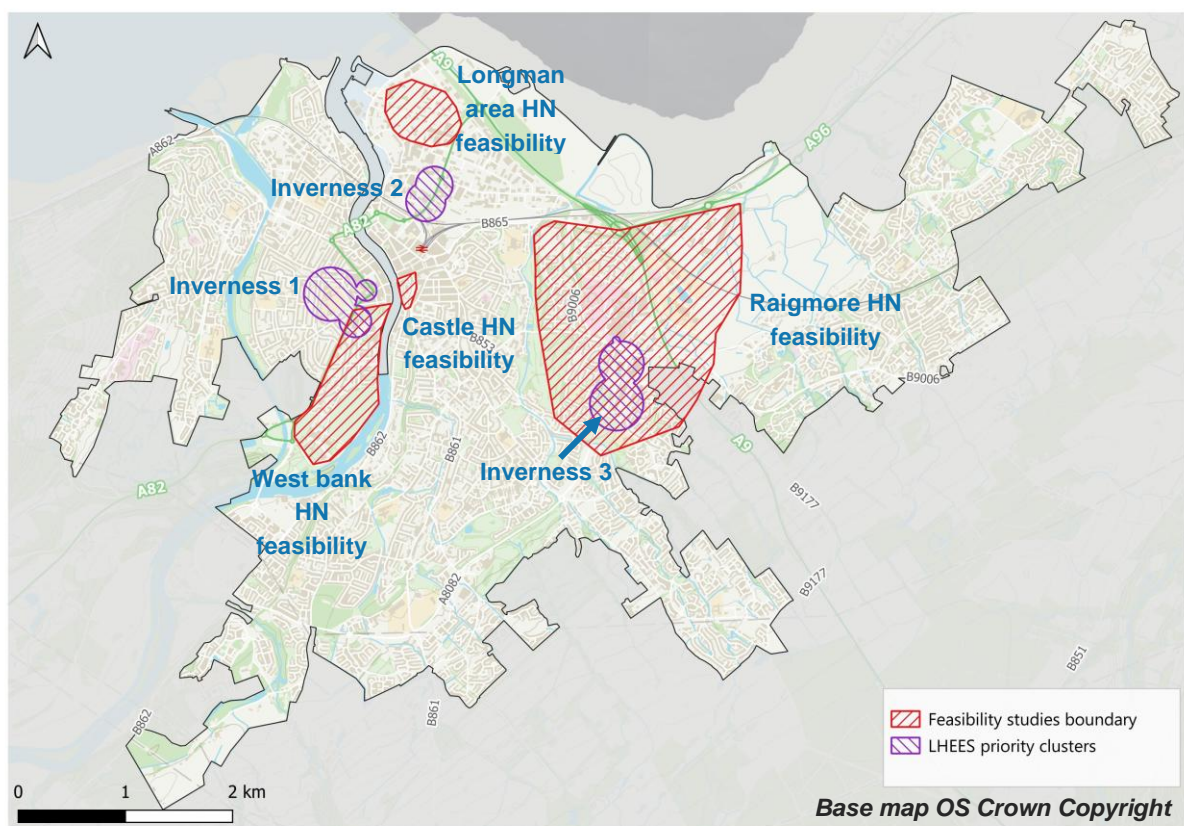 A9
Longman
area HN
feasibility
A862
A96
Inverness 2
A82
B865
Inverness 1
B9006
Raigmore HN
feasibility
Castle HN
feasibility
B853
B9006
B862
B861
A9
Inverness 3
West bank
HN
feasibility
A82
B9177
A8082
B9177
B851
B861
B862
Feasibility studies boundary
LHEES priority clusters
0 1 2 km
Base map OS Crown Copyright